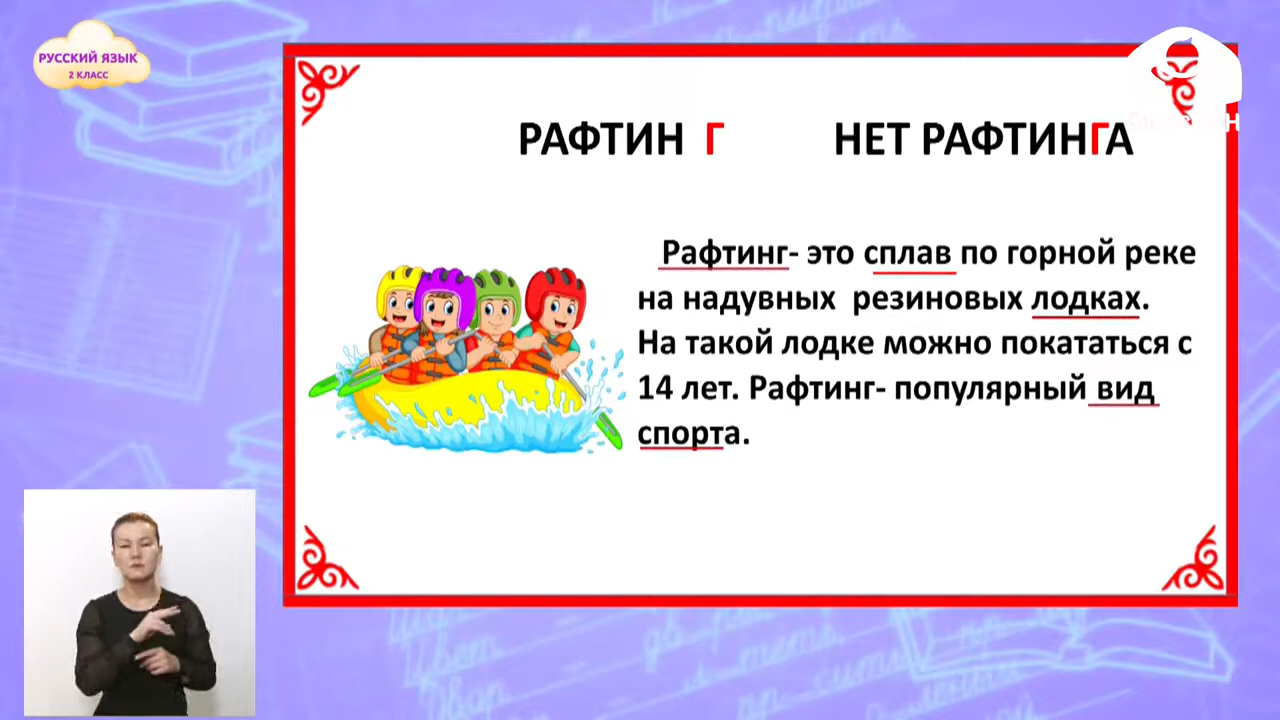 РУССКИЙ ЯЗЫК
2 КЛАСС
РАФТИН Г НЕТ РАФТИНГА
Рафтинг- это сплав по горной реке
на надувных резиновых лодках.
На такой лодке можно покататься с
14 лет. Рафтинг- популярный вид
спорта.